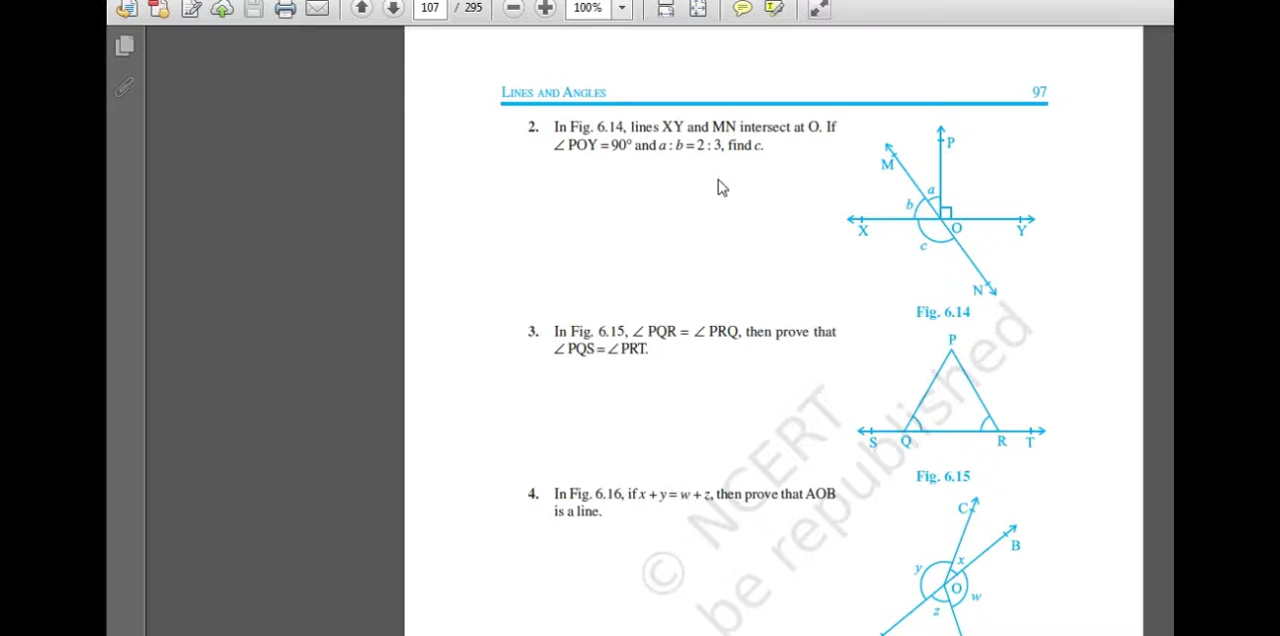 107 / 295 100%
LINES AND ANGLES 97
2. In Fig. 6.14, lines XY and MN intersect at O. If
∠ POY = 90° and a : b = 2 : 3, find c.
P
M
a
b
X
O
Y
c
N
Fig. 6.14
3. In Fig. 6.15, ∠ PQR = ∠ PRQ, then prove that
∠ PQS = ∠ PRT.
P
S Q R T
Fig. 6.15
4. In Fig. 6.16, if x + y = w + z, then prove that AOB
is a line.
C
B
x
y
O
w
z
© NCERT
be republished